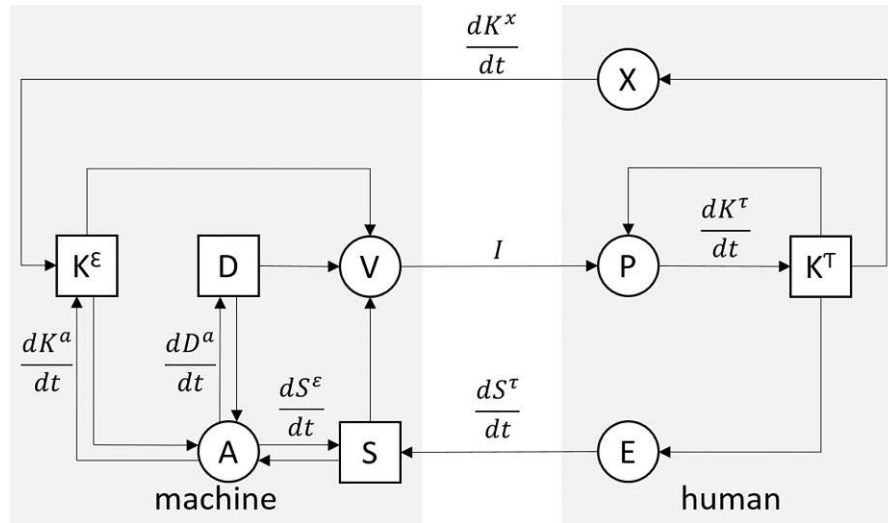 dK^x/dt
X
dK^τ/dt
K^ε
D
V
I
P
K^τ
dK^a/dt
dD^a/dt
dS^ε/dt
dS^τ/dt
A
S
E
machine
human